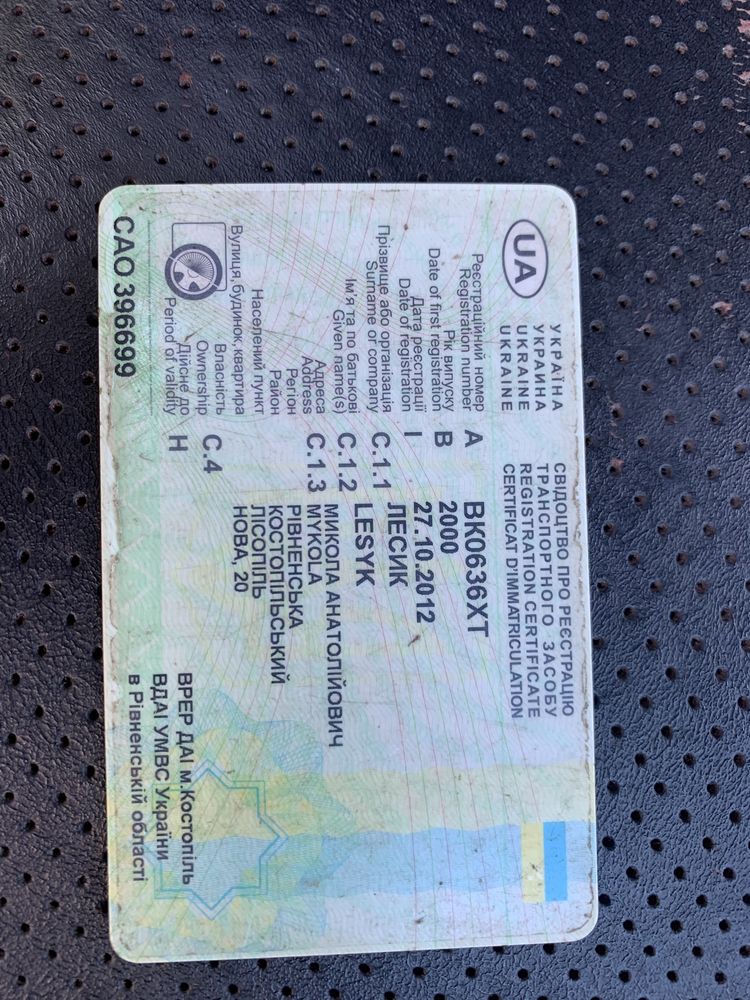 UA
УКРАЇНА
УКРАИНА
UKRAINE
UKRAINE
СВІДОЦТВО ПРО РЕЄСТРАЦІЮ
ТРАНСПОРТНОГО ЗАСОБУ
REGISTRATION CERTIFICATE
CERTIFICAT D'IMMATRICULATION
Реєстраційний номер
Registration number A ВК0636ХТ
Рік випуску
Date of first registration B 2000
Дата реєстрації
Date of registration I 27.10.2012
Прізвище або організація C.1.1 ЛЕСИК
Surname or company LESYK
Ім'я та по батькові C.1.2 МИКОЛА АНАТОЛІЙОВИЧ
Given name(s) MYKOLA
Адреса C.1.3
Address
Регіон РІВНЕНСЬКА
Район КОСТОПІЛЬСЬКИЙ
Населений пункт ЛІСОПІЛЬ
Вулиця, будинок, квартира НОВА, 20
Власність
Ownership C.4
Дійсне до
Period of validity H
ВРЕР ДАІ м.Костопіль
ВДАІ УМВС України
в Рівненській області
САО 396699